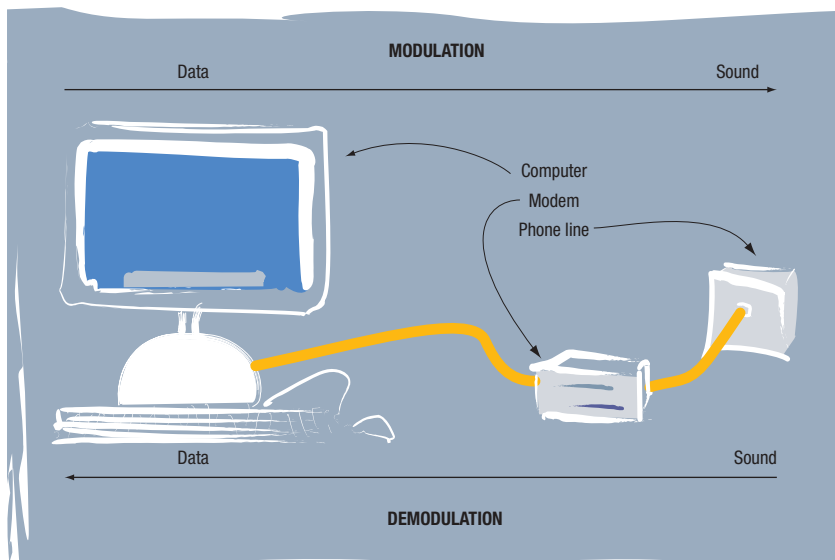 MODULATION
Data Sound
Computer
Modem
Phone line
Data Sound
DEMODULATION